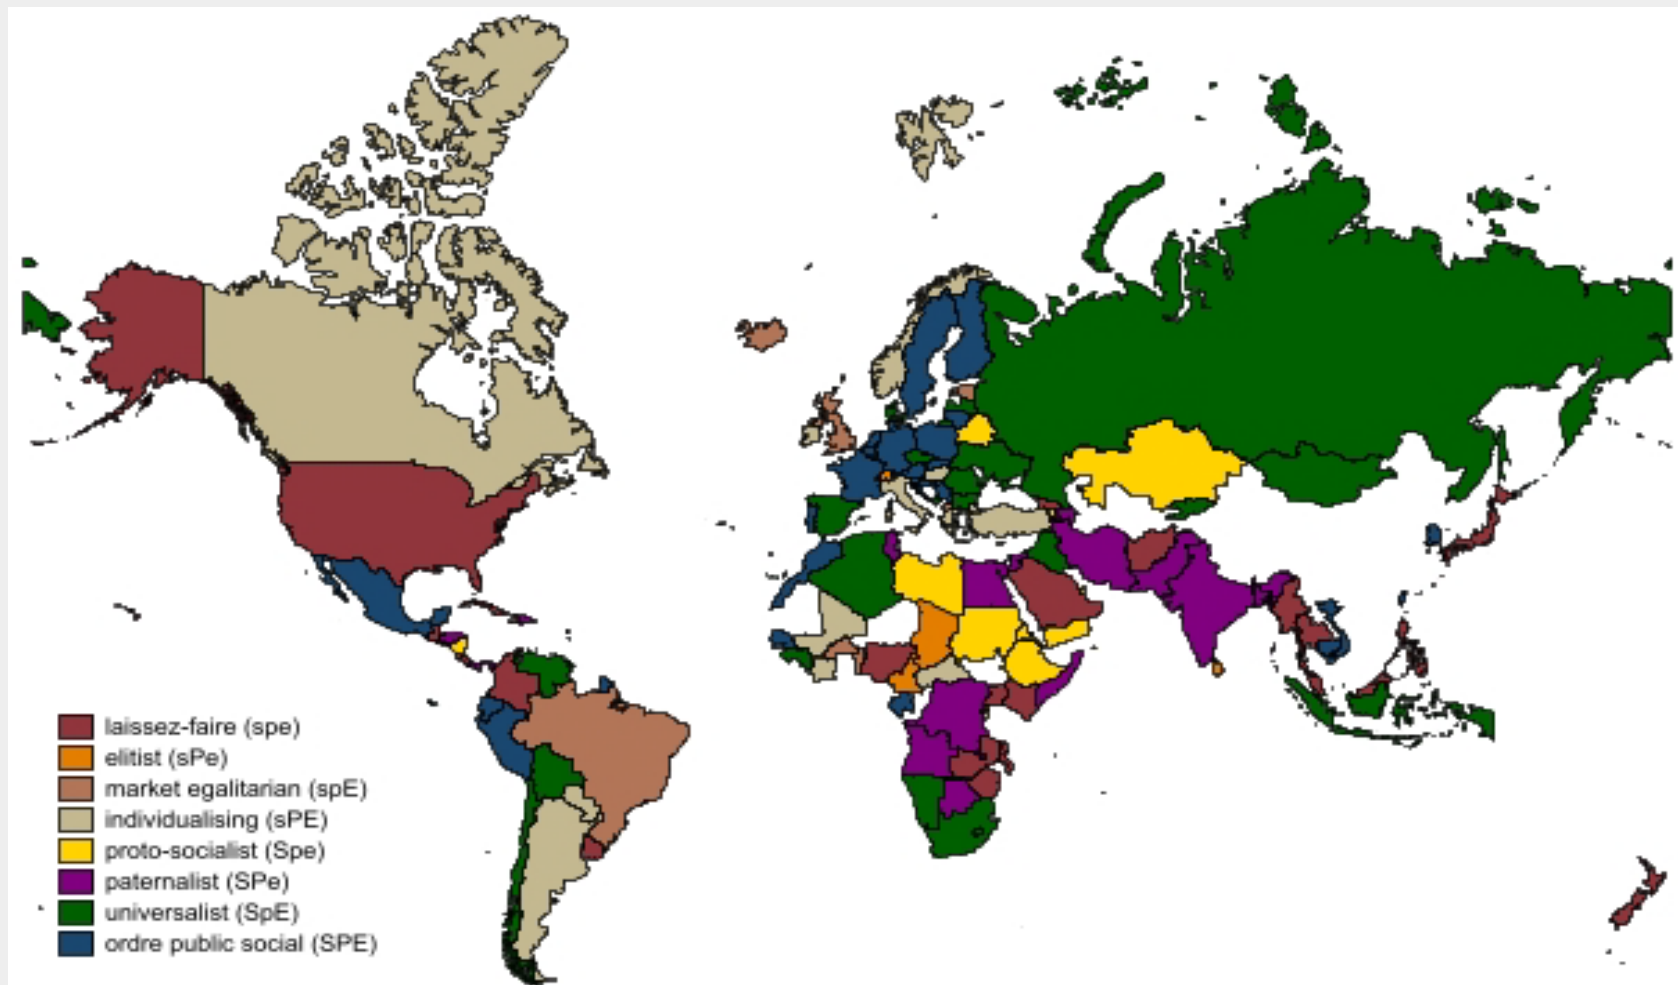 laissez-faire (spe)
elitist (sPe)
market egalitarian (spE)
individualising (sPE)
proto-socialist (Spe)
paternalist (SPe)
universalist (SpE)
ordre public social (SPE)